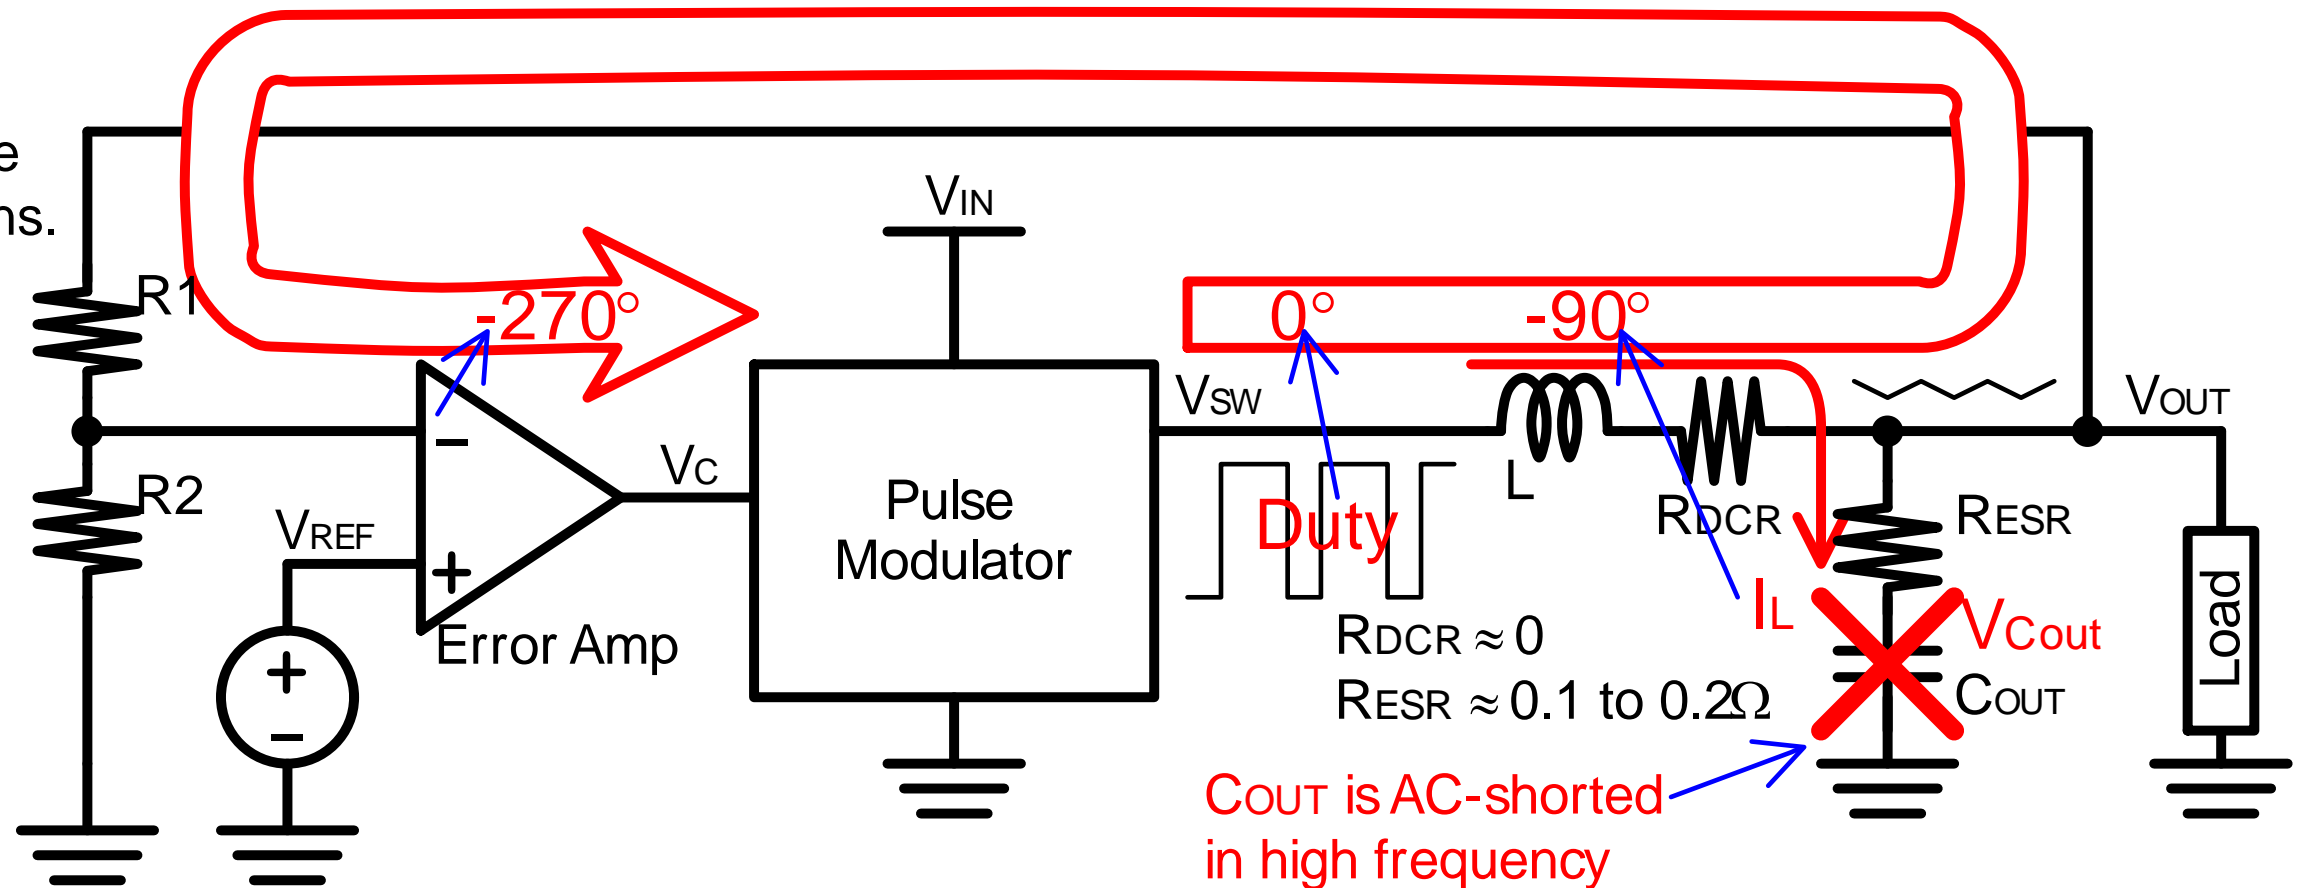 e
ns.
VIN
R1
-270°
0°
-90°
VSW
VOUT
−
VC
L
R2
Pulse
Modulator
Duty
RDCR
RESR
VREF
+
Error Amp
IL
VCout
Load
RDCR ≈ 0
COUT
RESR ≈ 0.1 to 0.2Ω
+
−
COUT is AC-shorted
in high frequency